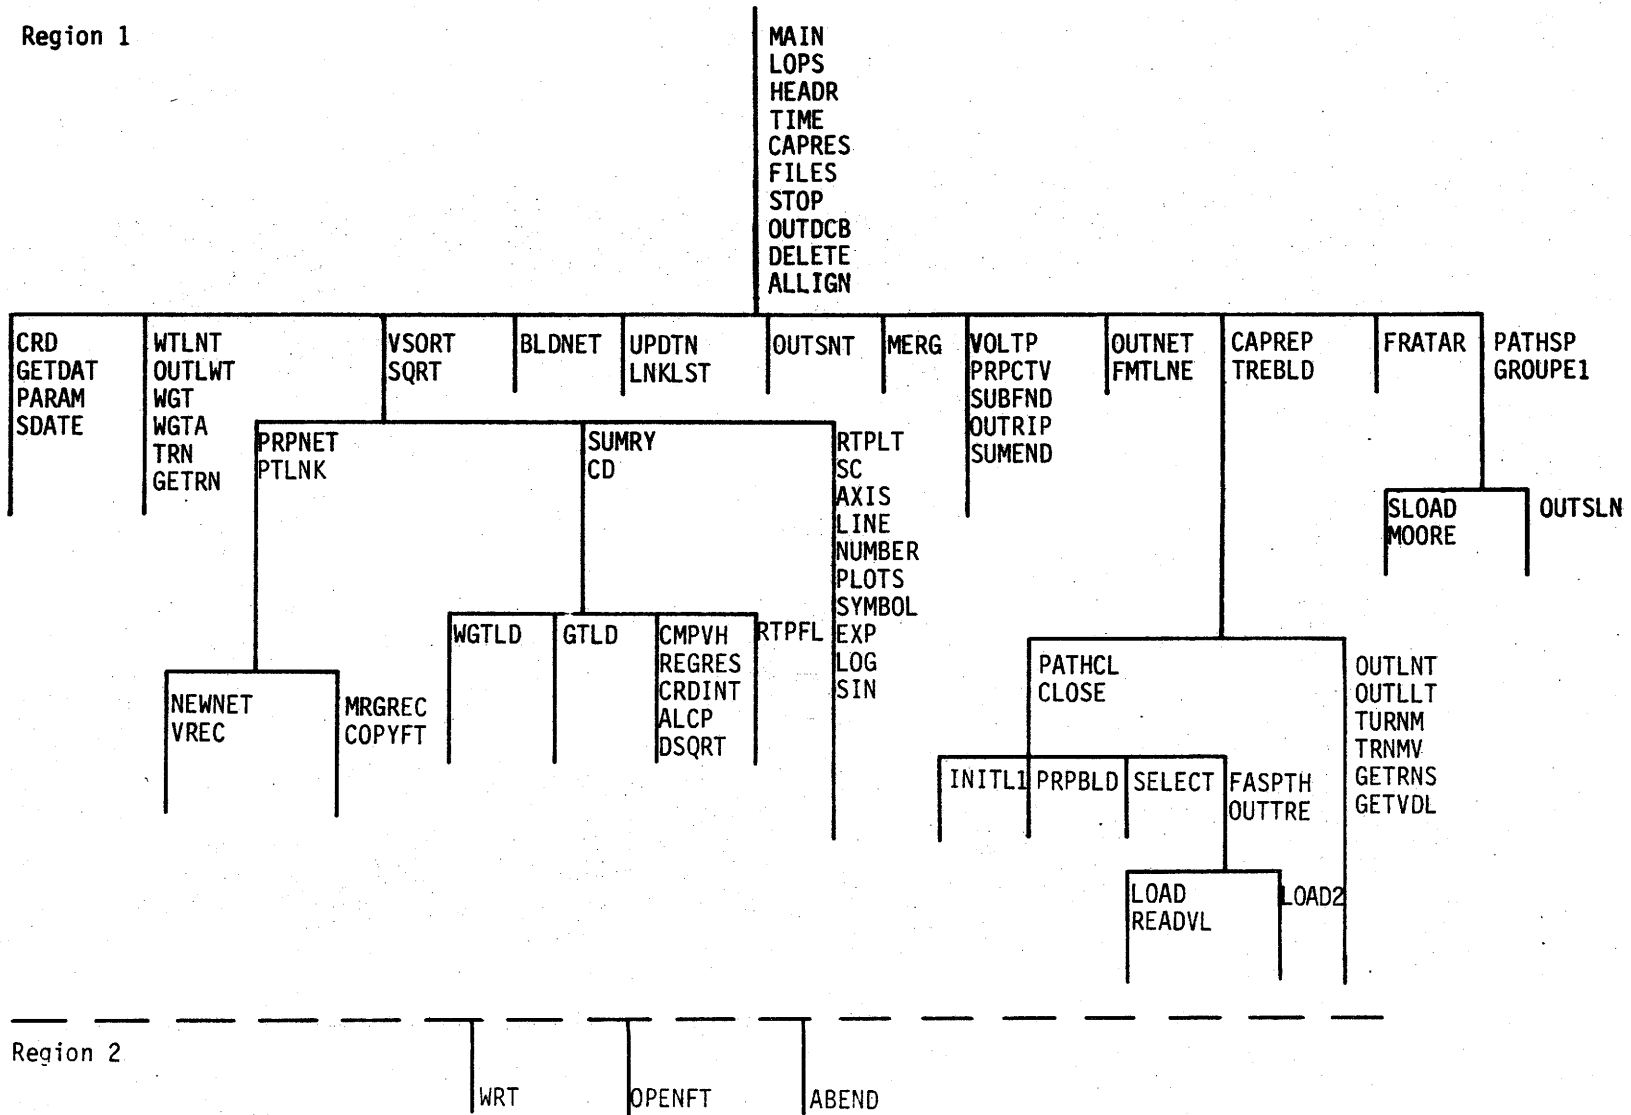 Region 1
MAIN
LOPS
HEADR
TIME
CAPRES
FILES
STOP
OUTDCB
DELETE
ALLIGN
CRD
GETDAT
PARAM
SDATE
WTLNT
OUTLWT
WGT
WGTA
TRN
GETRN
VSORT
SQRT
BLDNET
UPDTN
LNKLST
OUTSNT
MERG
VOLTP
PRPCTV
SUBFND
OUTRIP
SUMEND
OUTNET
FMTLNE
CAPREP
TREBLD
FRATAR
PATHSP
GROUPE1
PRPNET
PTLNK
SUMRY
CD
RTPLT
SC
AXIS
LINE
NUMBER
PLOTS
SYMBOL
EXP
LOG
SIN
SLOAD
MOORE
OUTSLN
NEWNET
VREC
MRGREC
COPYFT
WGTLD
GTLD
CMPVH
REGRES
CRDINT
ALCP
DSQRT
RTPFL
PATHCL
CLOSE
OUTLNT
OUTLLT
TURNM
TRNMV
GETRNS
GETVDL
INITL1
PRPBLD
SELECT
FASPTH
OUTTRE
LOAD
READVL
LOAD2
Region 2
WRT
OPENFT
ABEND